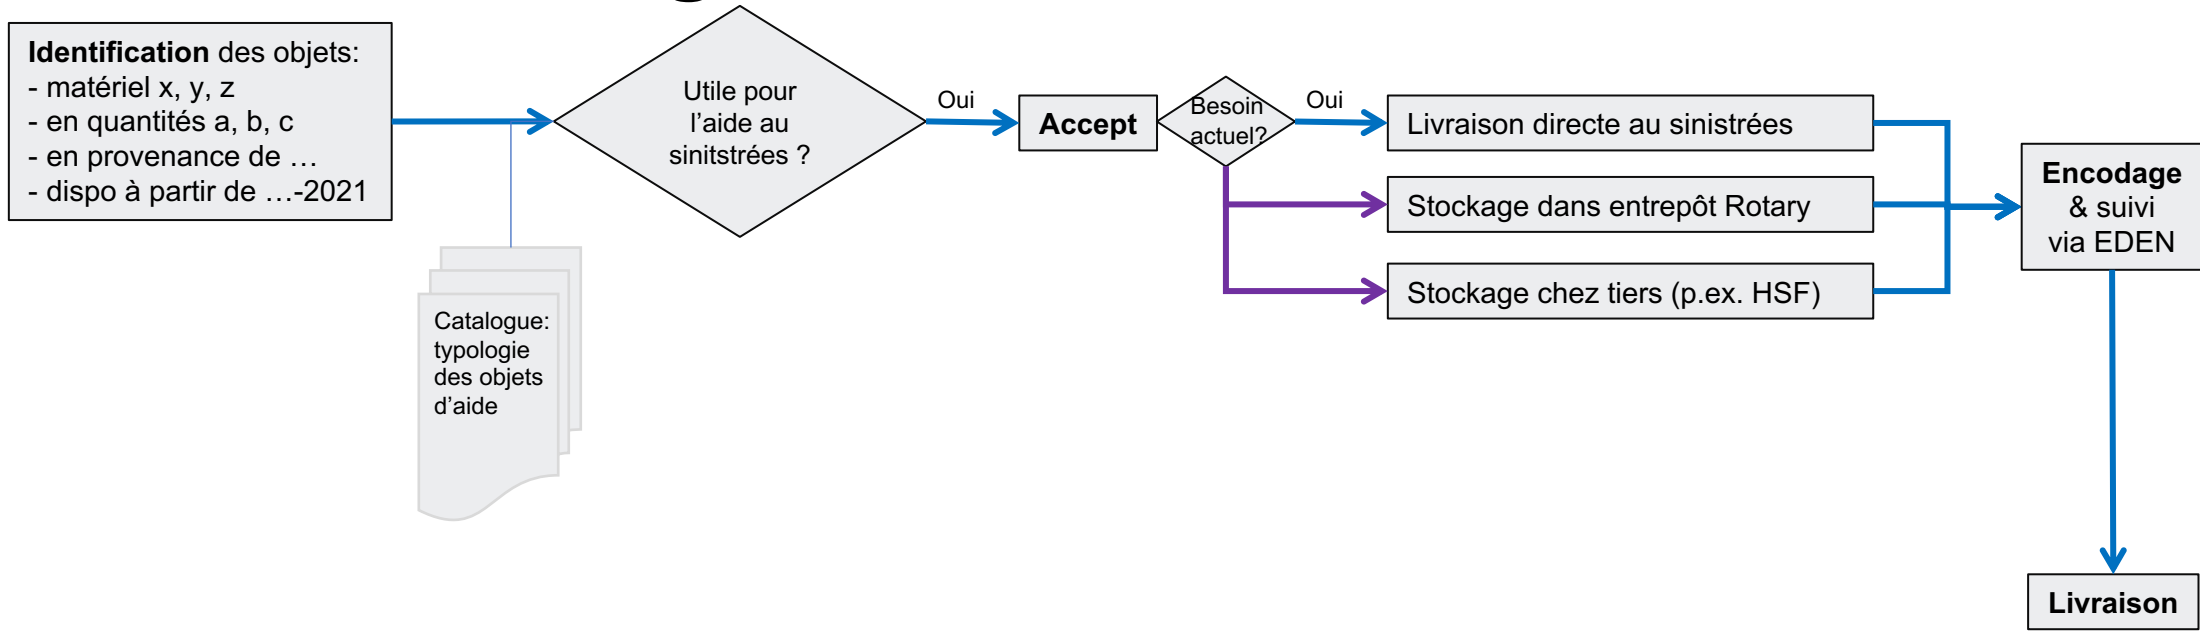 Identification des objets:
- matériel x, y, z
- en quantités a, b, c
- en provenance de …
- dispo à partir de …-2021
Utile pour
l’aide au
sinitstrées ?
Oui
Accept
Besoin
actuel?
Oui
Livraison directe au sinistrées
Stockage dans entrepôt Rotary
Stockage chez tiers (p.ex. HSF)
Encodage
& suivi
via EDEN
Catalogue:
typologie
des objets
d’aide
Livraison